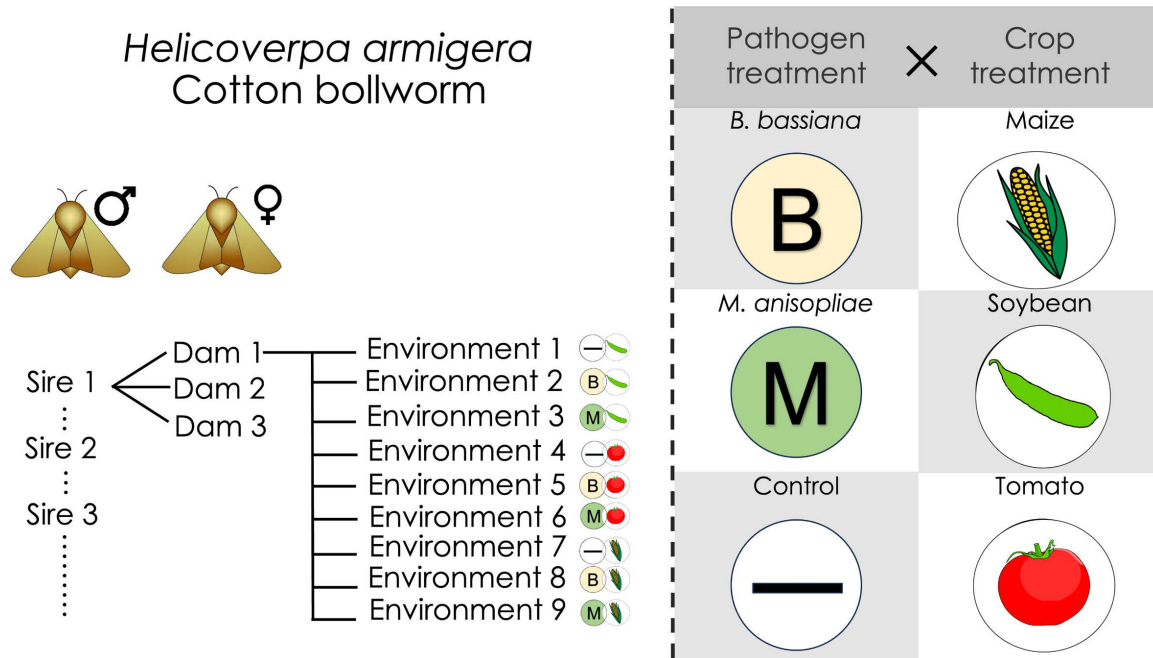 Helicoverpa armigera
Cotton bollworm
♂
♀
Sire 1
Sire 2
Sire 3
Dam 1
Dam 2
Dam 3
Environment 1 –
Environment 2 B
Environment 3 M
Environment 4 –
Environment 5 B
Environment 6 M
Environment 7 –
Environment 8 B
Environment 9 M
Pathogen
treatment
×
Crop
treatment
B. bassiana
Maize
B
M. anisopliae
Soybean
M
Control
Tomato
–